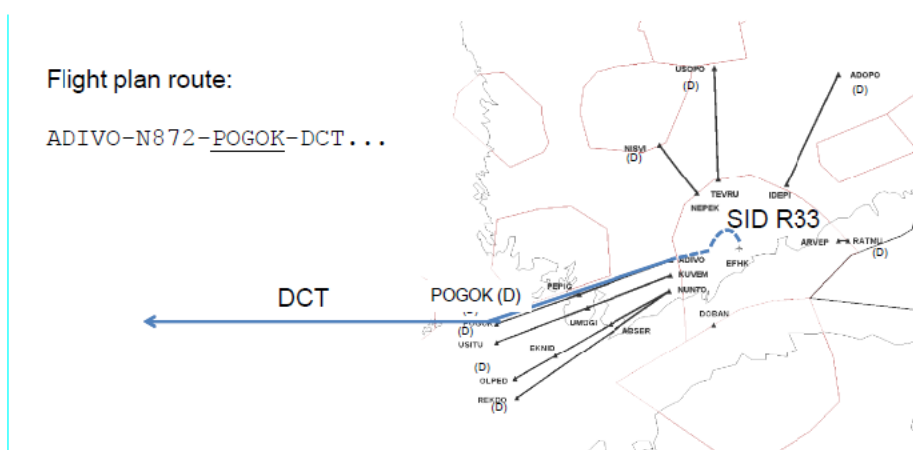 Flight plan route:
ADIVO-N872-POGOK-DCT...
USOPO
(D)
ADOPO
(D)
NISVI
(D)
TEVRU
NEPEK
IDEPI
SID R33
ARVEP
RATMU
(D)
EFHK
ADIVO
KUVEM
NUNTO
PEPIG
DCT
POGOK (D)
POGOK
(D)
UMUGI
ABSER
DOBAN
USITU
EKNID
(D)
OLPED
REKDO
(D)